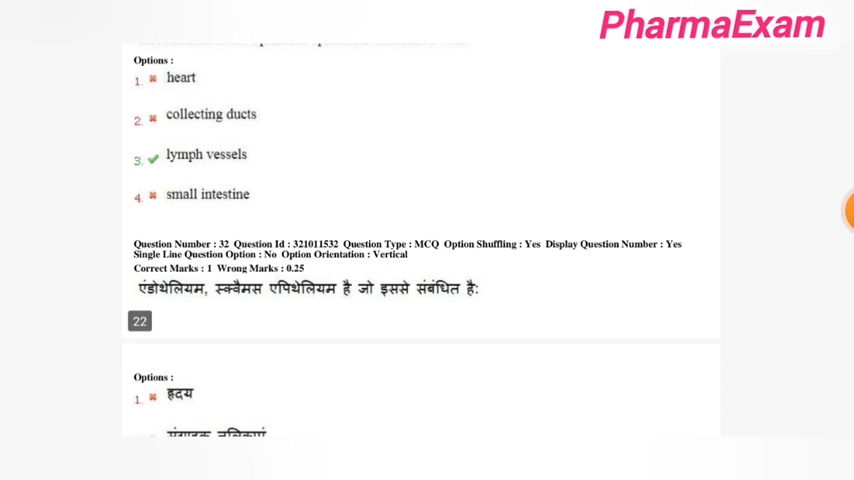 PharmaExam
Options :
1. heart
2. collecting ducts
3. lymph vessels
4. small intestine
Question Number : 32 Question Id : 321011532 Question Type : MCQ Option Shuffling : Yes Display Question Number : Yes
Single Line Question Option : No Option Orientation : Vertical
Correct Marks : 1 Wrong Marks : 0.25
एंडोथेलियम, स्क्वैमस एपिथेलियम है जो इससे संबंधित है:
22
Options :
1. हृदय